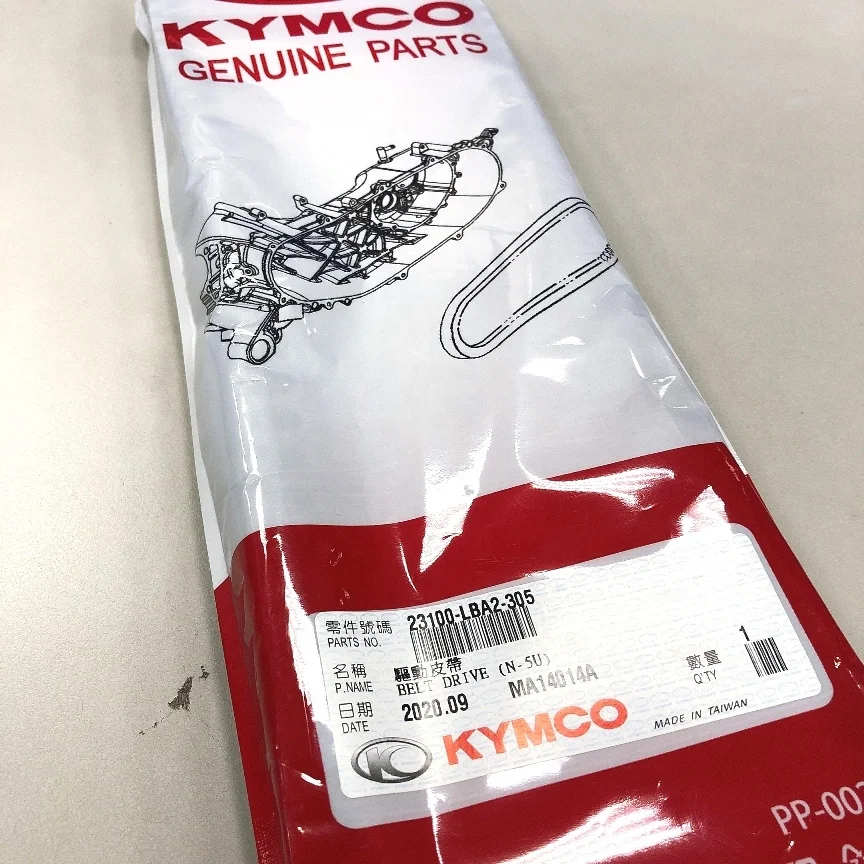 KYMCO
GENUINE PARTS
零件號碼 23100-LBA2-305
PARTS NO.
名稱 驅動皮帶
P.NAME BELT DRIVE (N-5U)
數量 1
Q'TY
日期 2020.09 MA14014A
DATE
KYMCO
MADE IN TAIWAN